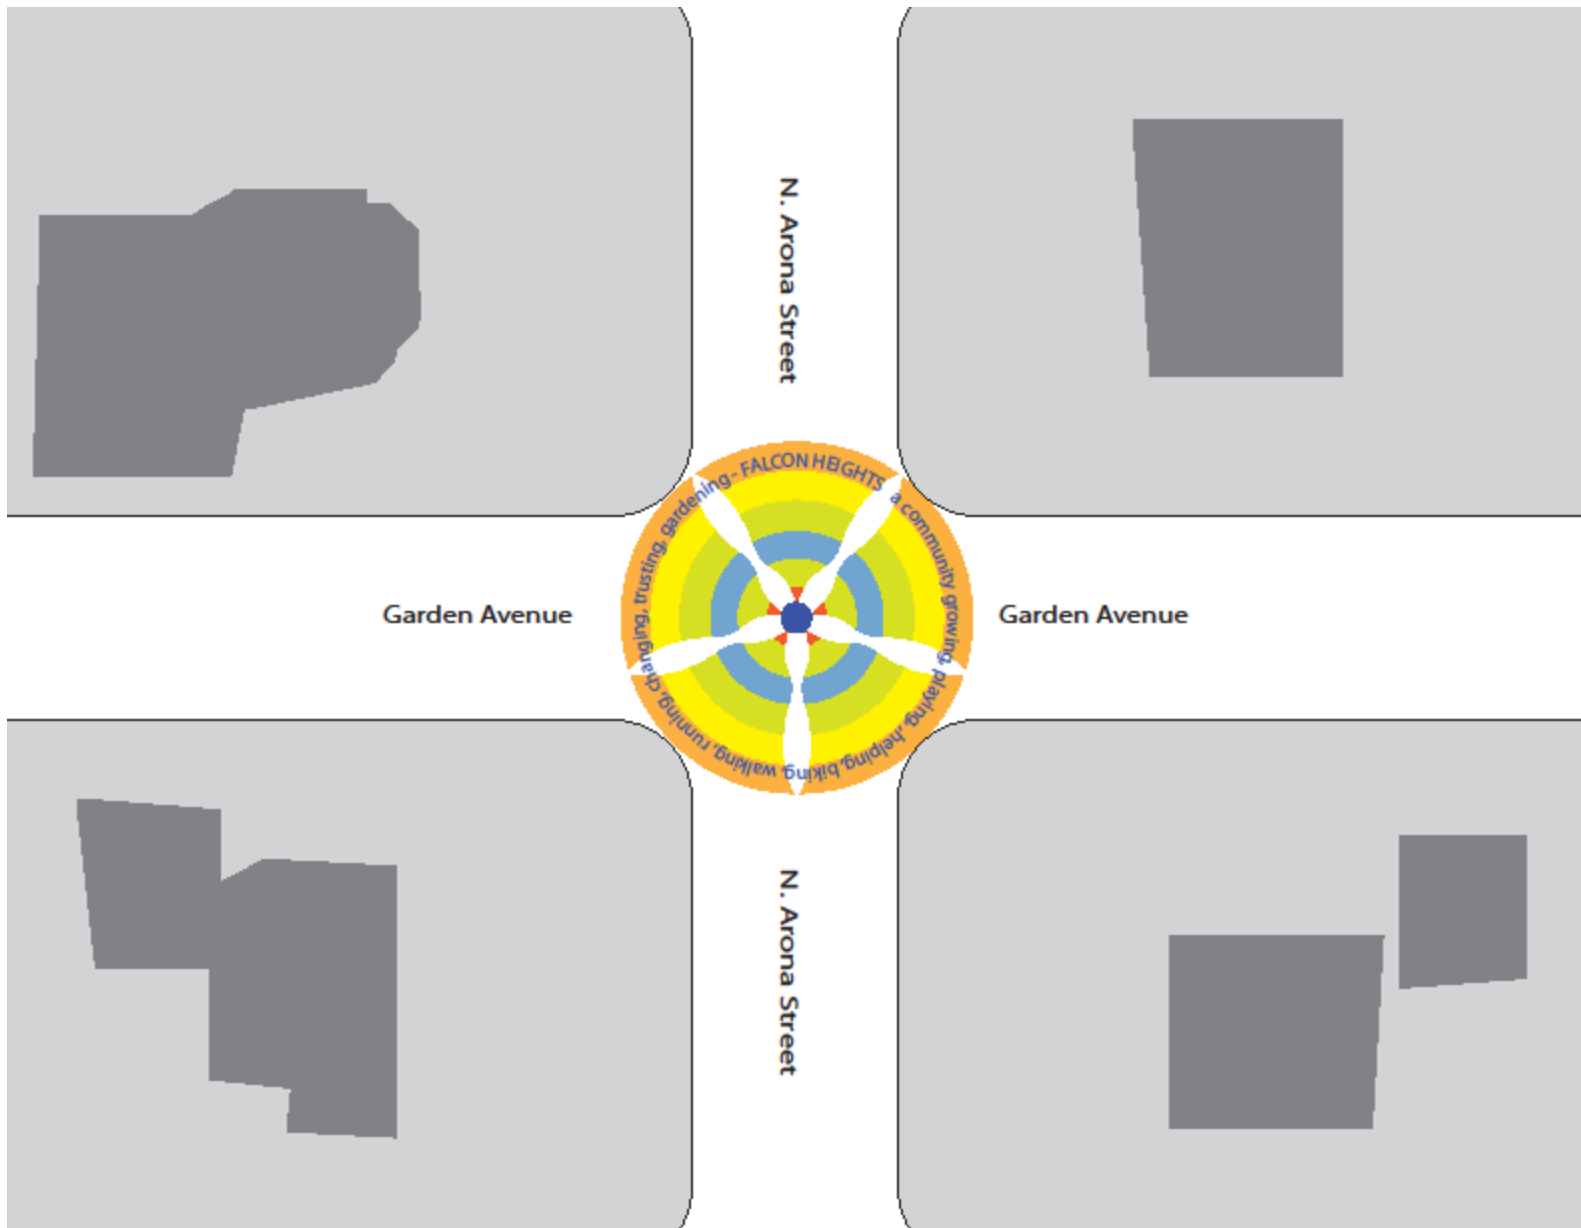 N. Arona Street
FALCON HEIGHTS a community growing, playing, helping, biking, walking, running, changing, trusting, gardening -
Garden Avenue
Garden Avenue
N. Arona Street